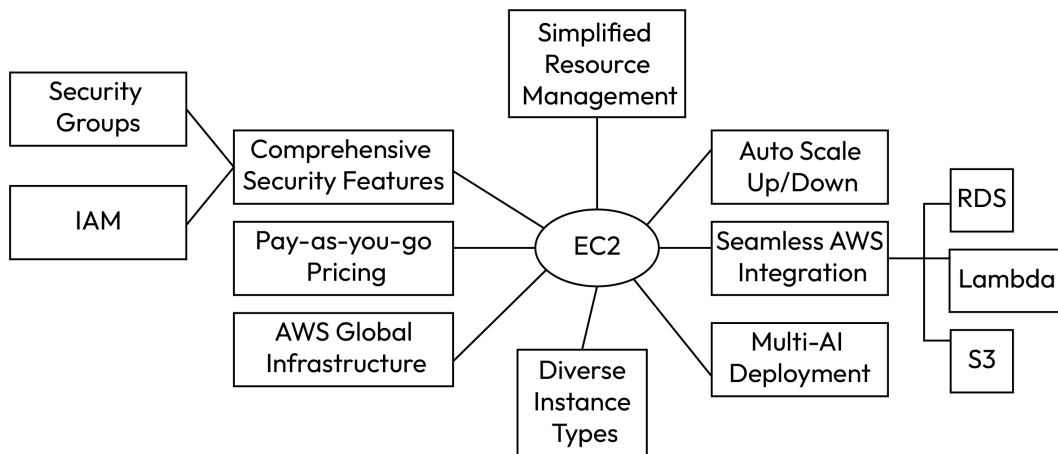 Simplified
Resource
Management
Security
Groups
IAM
Comprehensive
Security Features
Pay-as-you-go
Pricing
AWS Global
Infrastructure
EC2
Diverse
Instance
Types
Auto Scale
Up/Down
Seamless AWS
Integration
Multi-AI
Deployment
RDS
Lambda
S3